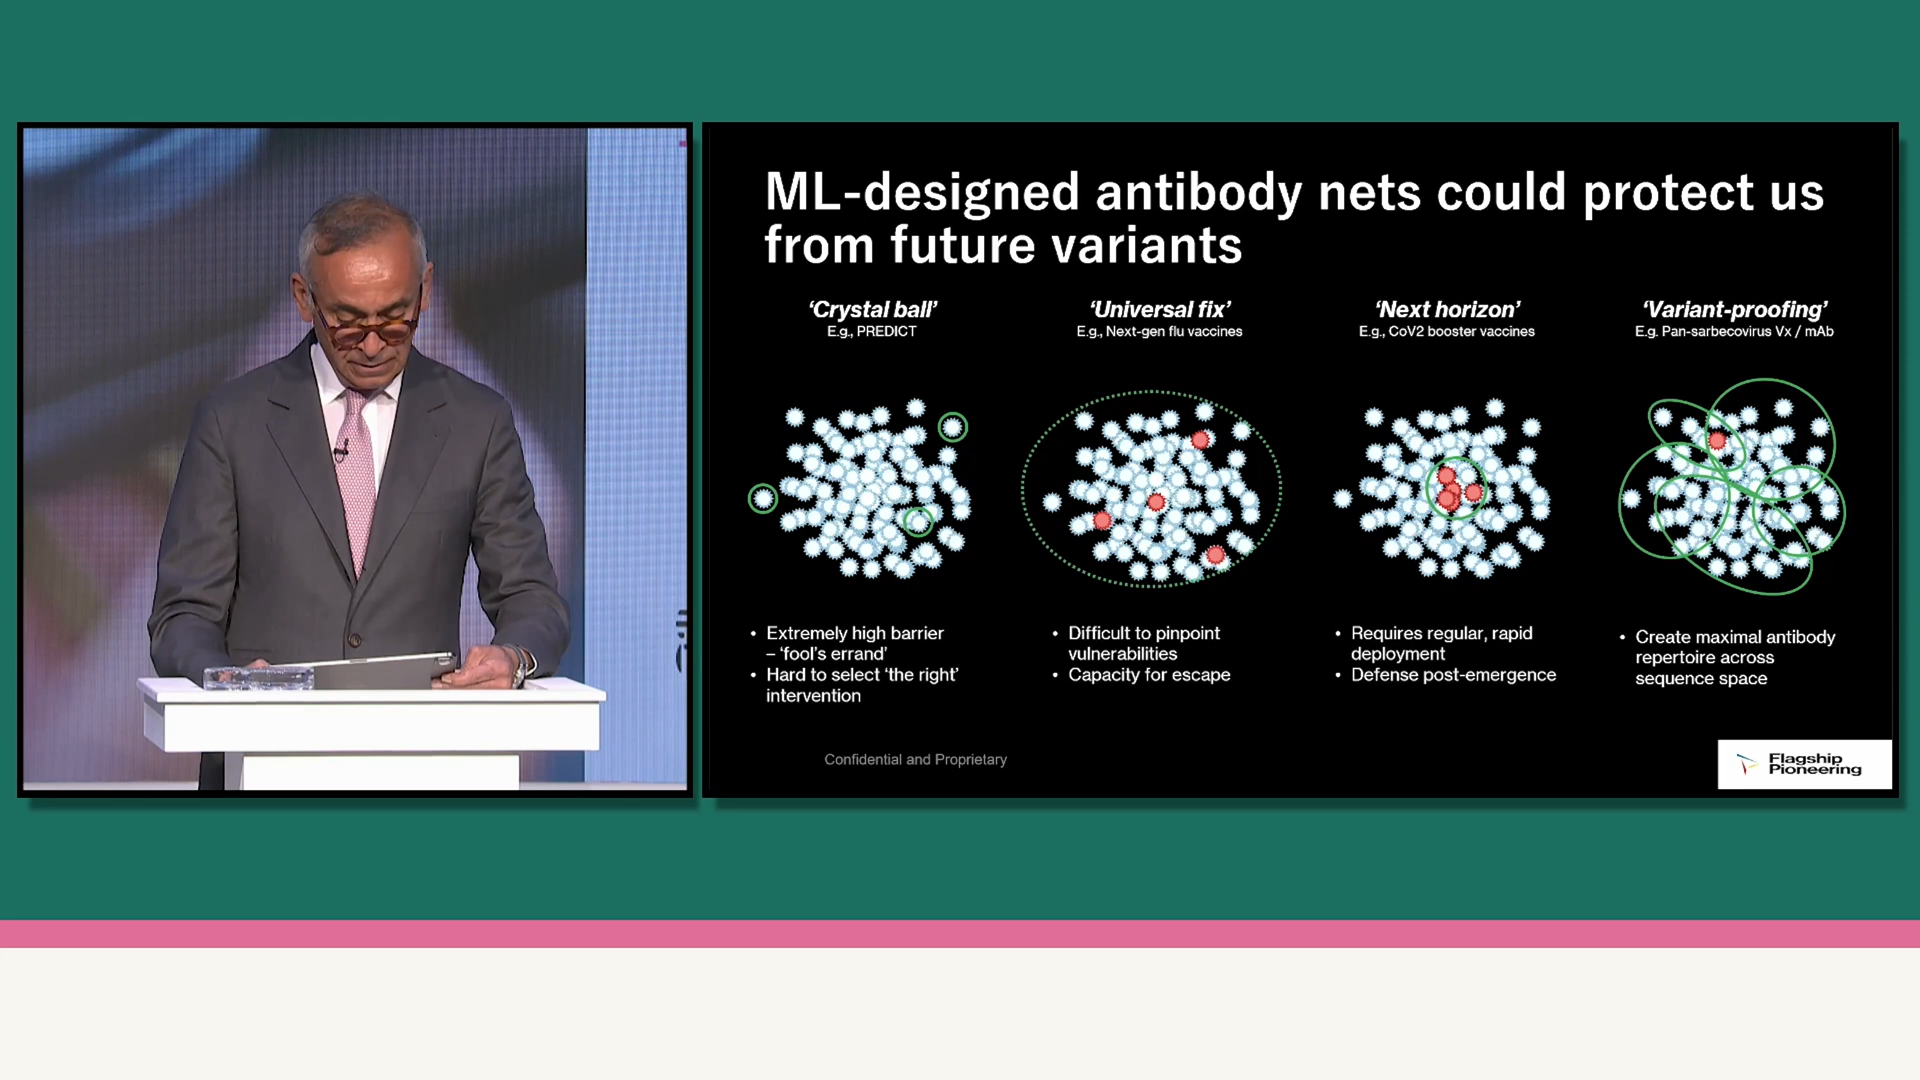 ML-designed antibody nets could protect us
from future variants
‘Crystal ball’
E.g., PREDICT
‘Universal fix’
E.g., Next-gen flu vaccines
‘Next horizon’
E.g., CoV2 booster vaccines
‘Variant-proofing’
E.g. Pan-sarbecovirus Vx / mAb
• Extremely high barrier
– ‘fool’s errand’
• Hard to select ‘the right’
intervention
• Difficult to pinpoint
vulnerabilities
• Capacity for escape
• Requires regular, rapid
deployment
• Defense post-emergence
• Create maximal antibody
repertoire across
sequence space
Confidential and Proprietary
Flagship
Pioneering